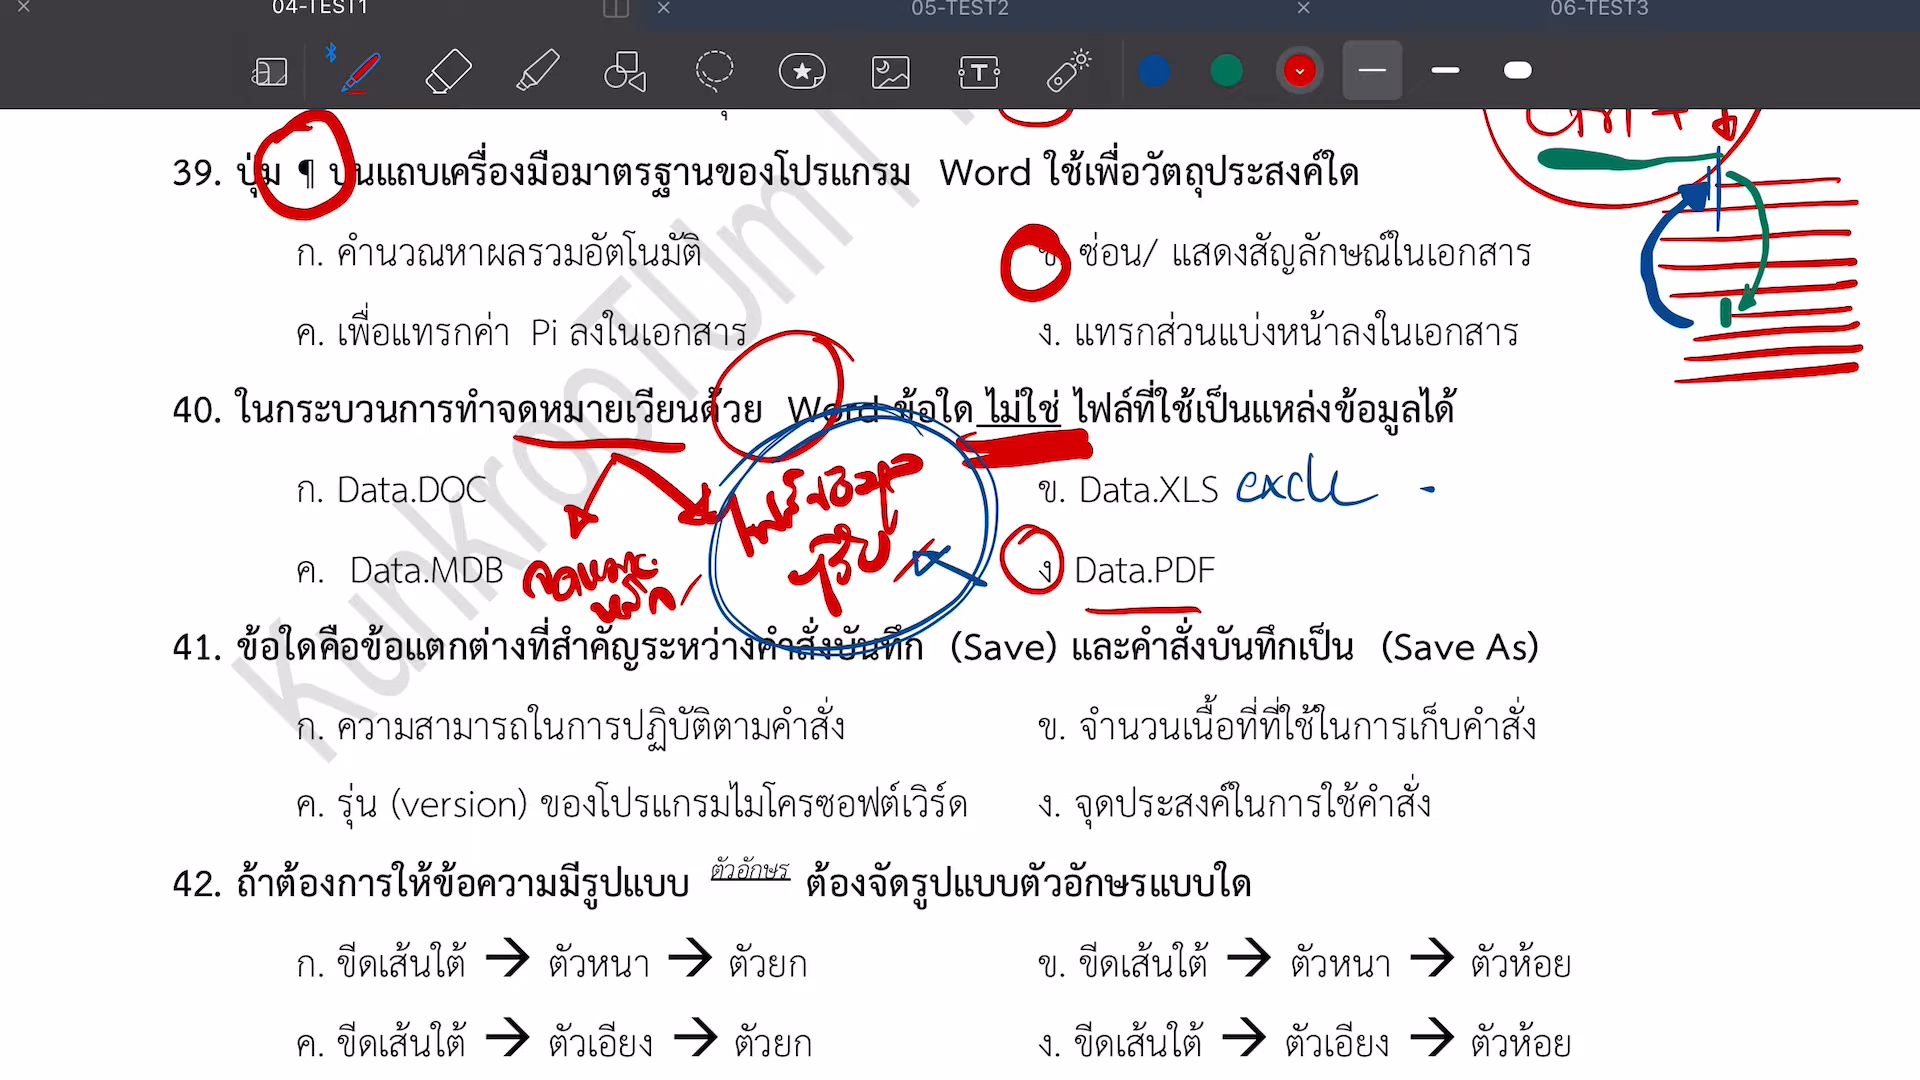 04-TEST1
05-TEST2
06-TEST3
39. ปุ่ม ¶ บนแถบเครื่องมือมาตรฐานของโปรแกรม Word ใช้เพื่อวัตถุประสงค์ใด
ก. คำนวณหาผลรวมอัตโนมัติ
ข. ซ่อน/ แสดงสัญลักษณ์ในเอกสาร
ค. เพื่อแทรกค่า Pi ลงในเอกสาร
ง. แทรกส่วนแบ่งหน้าลงในเอกสาร
40. ในกระบวนการทำจดหมายเวียนด้วย Word ข้อใด ไม่ใช่ ไฟล์ที่ใช้เป็นแหล่งข้อมูลได้
ก. Data.DOC
ข. Data.XLS
ค. Data.MDB
ง Data.PDF
41. ข้อใดคือข้อแตกต่างที่สำคัญระหว่างคำสั่งบันทึก (Save) และคำสั่งบันทึกเป็น (Save As)
ก. ความสามารถในการปฏิบัติตามคำสั่ง
ข. จำนวนเนื้อที่ที่ใช้ในการเก็บคำสั่ง
ค. รุ่น (version) ของโปรแกรมไมโครซอฟต์เวิร์ด
ง. จุดประสงค์ในการใช้คำสั่ง
42. ถ้าต้องการให้ข้อความมีรูปแบบ ตัวอักษร ต้องจัดรูปแบบตัวอักษรแบบใด
ก. ขีดเส้นใต้ → ตัวหนา → ตัวยก
ข. ขีดเส้นใต้ → ตัวหนา → ตัวห้อย
ค. ขีดเส้นใต้ → ตัวเอียง → ตัวยก
ง. ขีดเส้นใต้ → ตัวเอียง → ตัวห้อย
KunkrooTUm